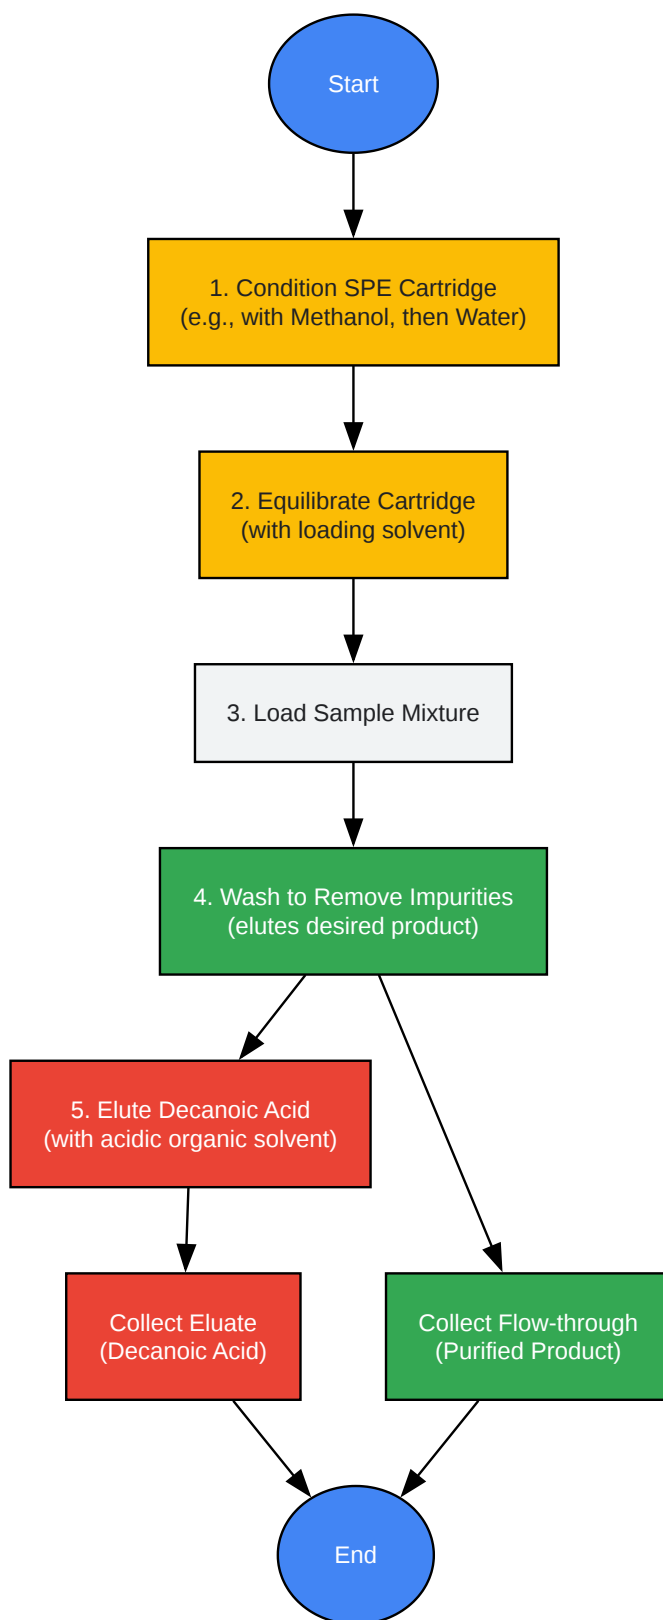 Start
1. Condition SPE Cartridge
(e.g., with Methanol, then Water)
2. Equilibrate Cartridge
(with loading solvent)
3. Load Sample Mixture
4. Wash to Remove Impurities
(elutes desired product)
5. Elute Decanoic Acid
(with acidic organic solvent)
Collect Eluate
(Decanoic Acid)
Collect Flow-through
(Purified Product)
End